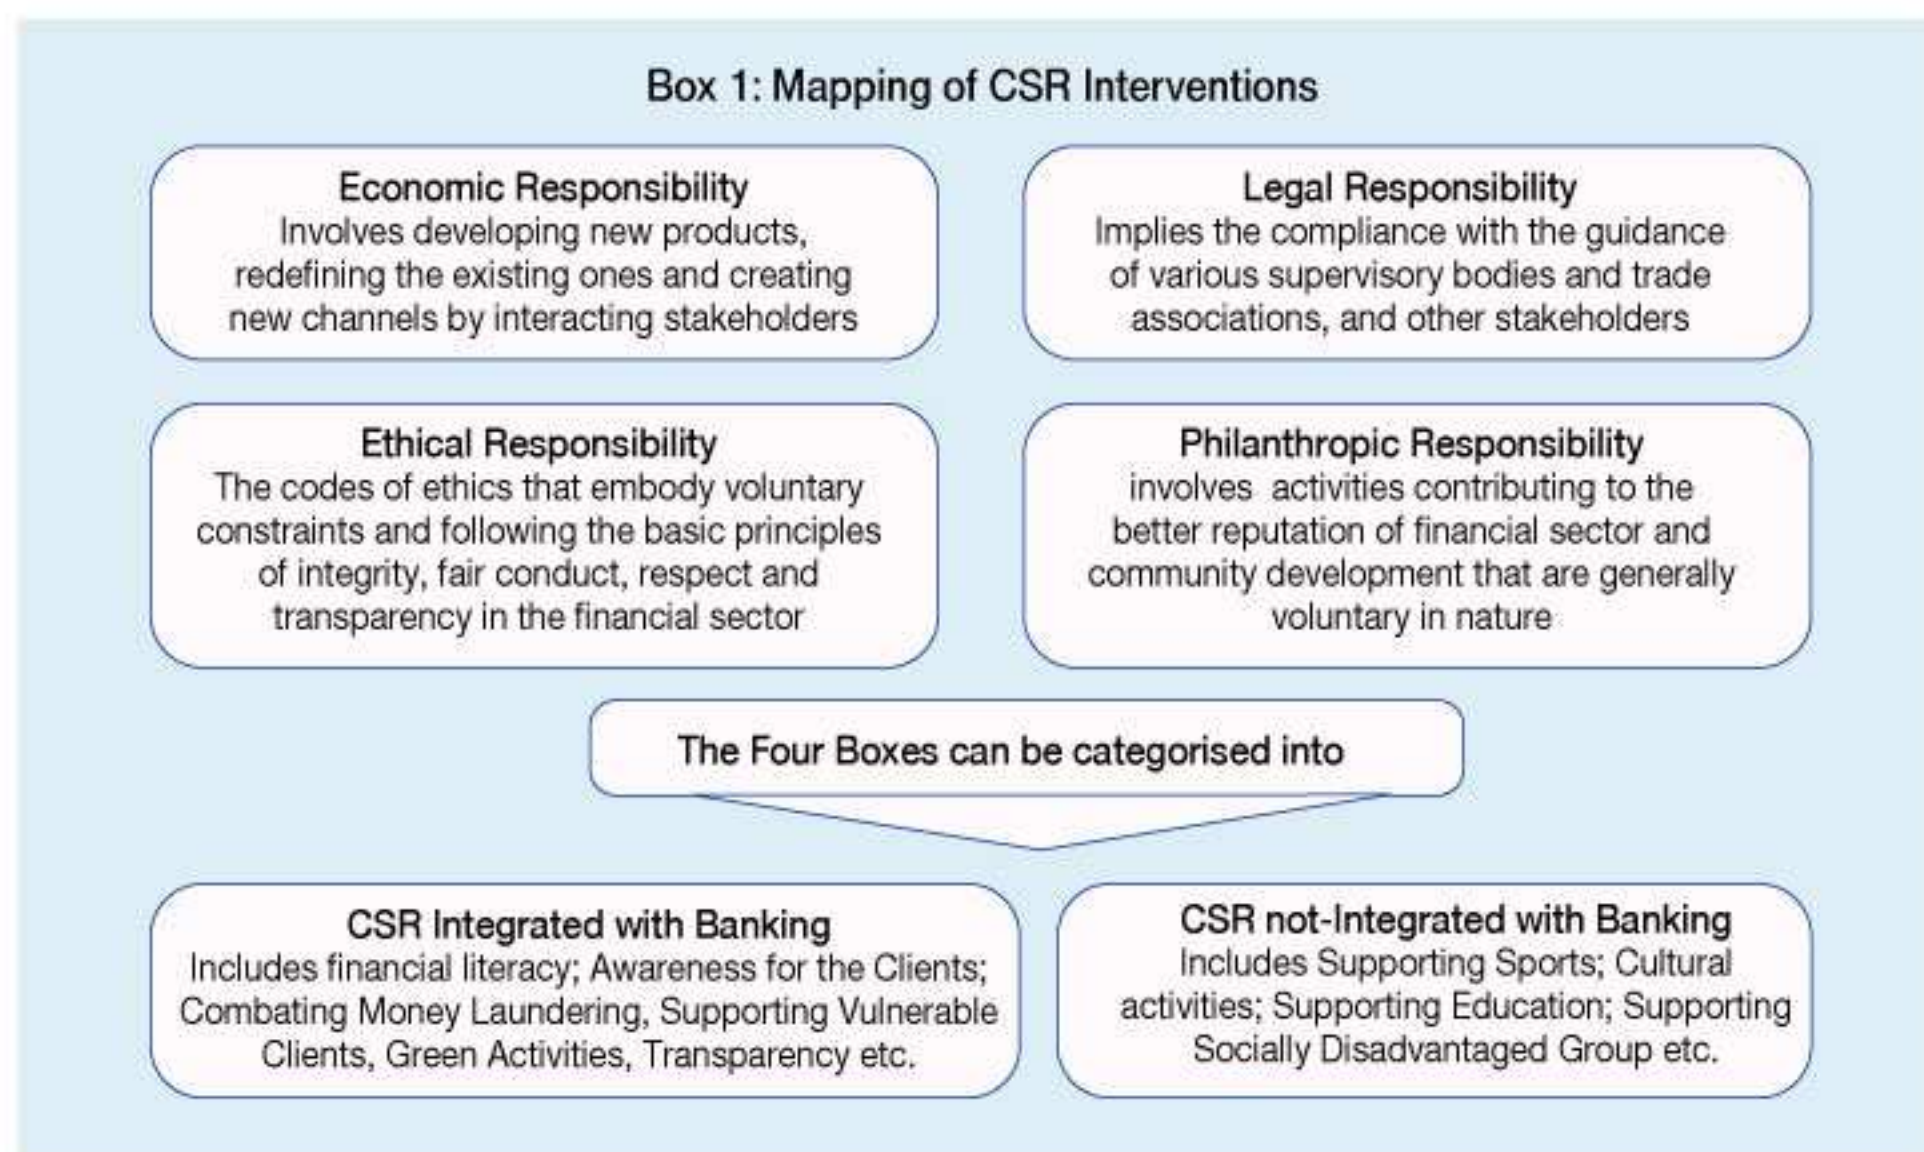 Box 1: Mapping of CSR Interventions
Economic Responsibility
Involves developing new products,
redefining the existing ones and creating
new channels by interacting stakeholders
Legal Responsibility
Implies the compliance with the guidance
of various supervisory bodies and trade
associations, and other stakeholders
Ethical Responsibility
The codes of ethics that embody voluntary
constraints and following the basic principles
of integrity, fair conduct, respect and
transparency in the financial sector
Philanthropic Responsibility
involves activities contributing to the
better reputation of financial sector and
community development that are generally
voluntary in nature
The Four Boxes can be categorised into
CSR Integrated with Banking
Includes financial literacy; Awareness for the Clients;
Combating Money Laundering, Supporting Vulnerable
Clients, Green Activities, Transparency etc.
CSR not-Integrated with Banking
Includes Supporting Sports; Cultural
activities; Supporting Education; Supporting
Socially Disadvantaged Group etc.